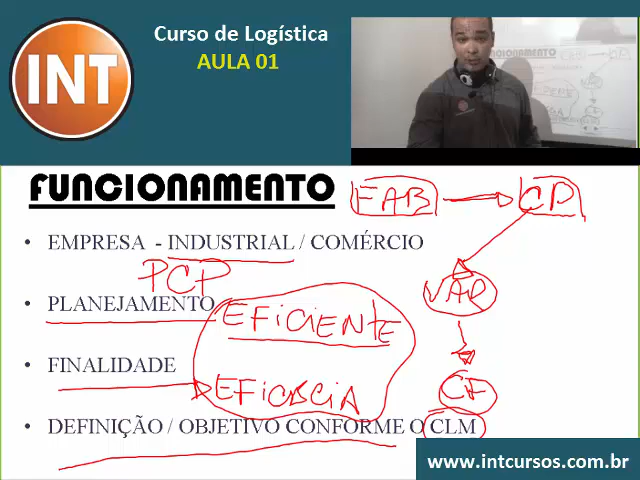 Curso de Logística
AULA 01
INT
FUNCIONAMENTO
FAB
CD
EMPRESA - INDUSTRIAL / COMÉRCIO
PCP
VAR
PLANEJAMENTO
EFICIENTE
FINALIDADE
EFICÁCIA
CF
DEFINIÇÃO / OBJETIVO CONFORME O CLM
www.intcursos.com.br